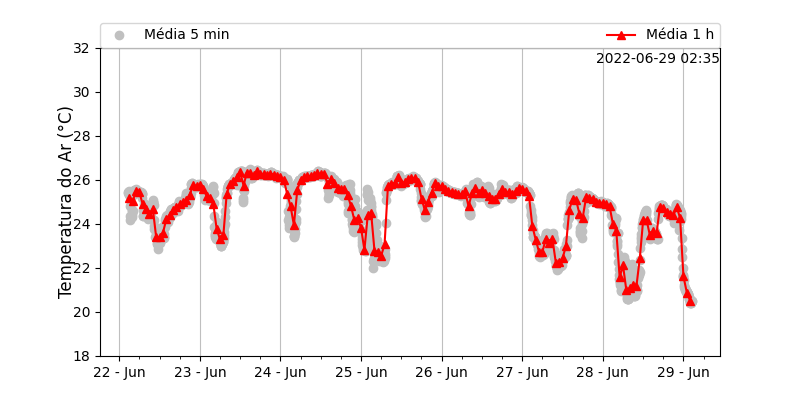 Média 5 min
Média 1 h
2022-06-29 02:35
Temperatura do Ar (°C)
32
30
28
26
24
22
20
18
22 - Jun
23 - Jun
24 - Jun
25 - Jun
26 - Jun
27 - Jun
28 - Jun
29 - Jun